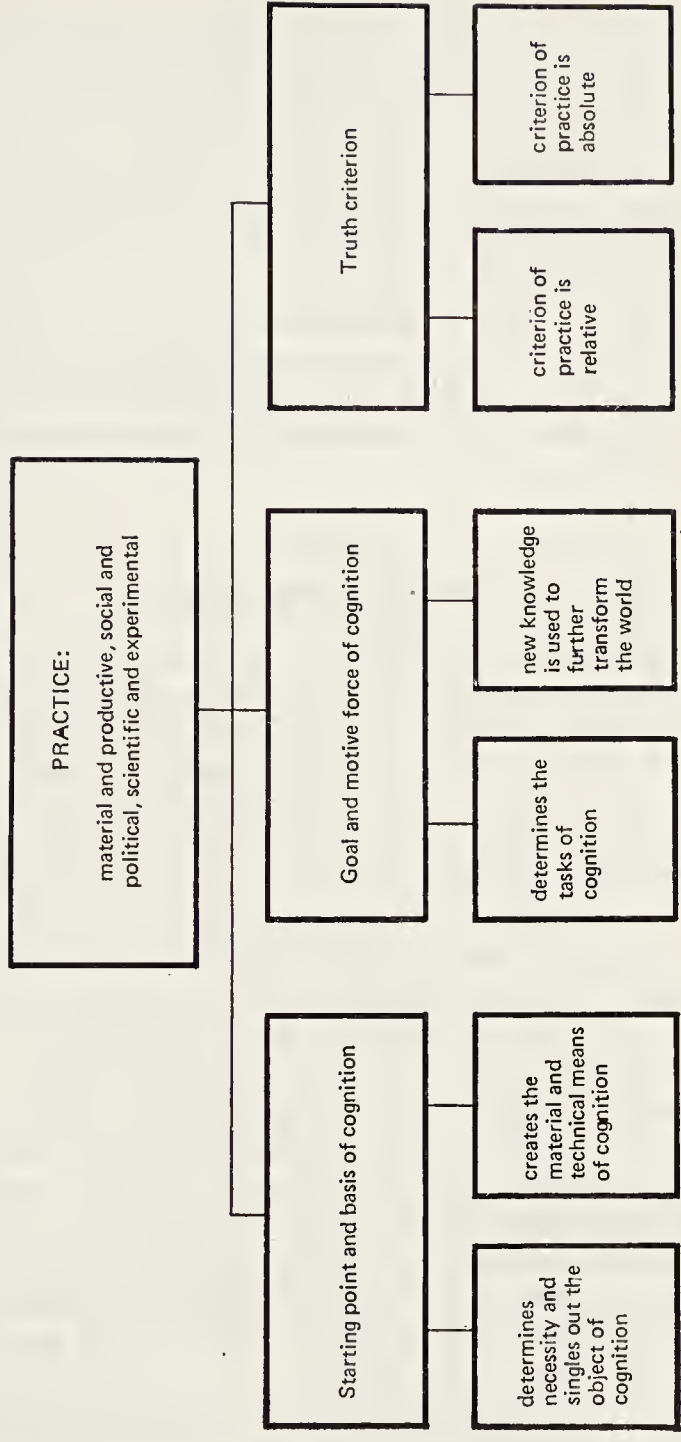 PRACTICE:
material and productive, social and
political, scientific and experimental
Starting point and basis of cognition
Goal and motive force of cognition
Truth criterion
determines
necessity and
singles out the
object of
cognition
creates the
material and
technical means
of cognition
determines the
tasks of
cognition
new knowledge
is used to
further
transform
the world
criterion of
practice is
relative
criterion of
practice is
absolute